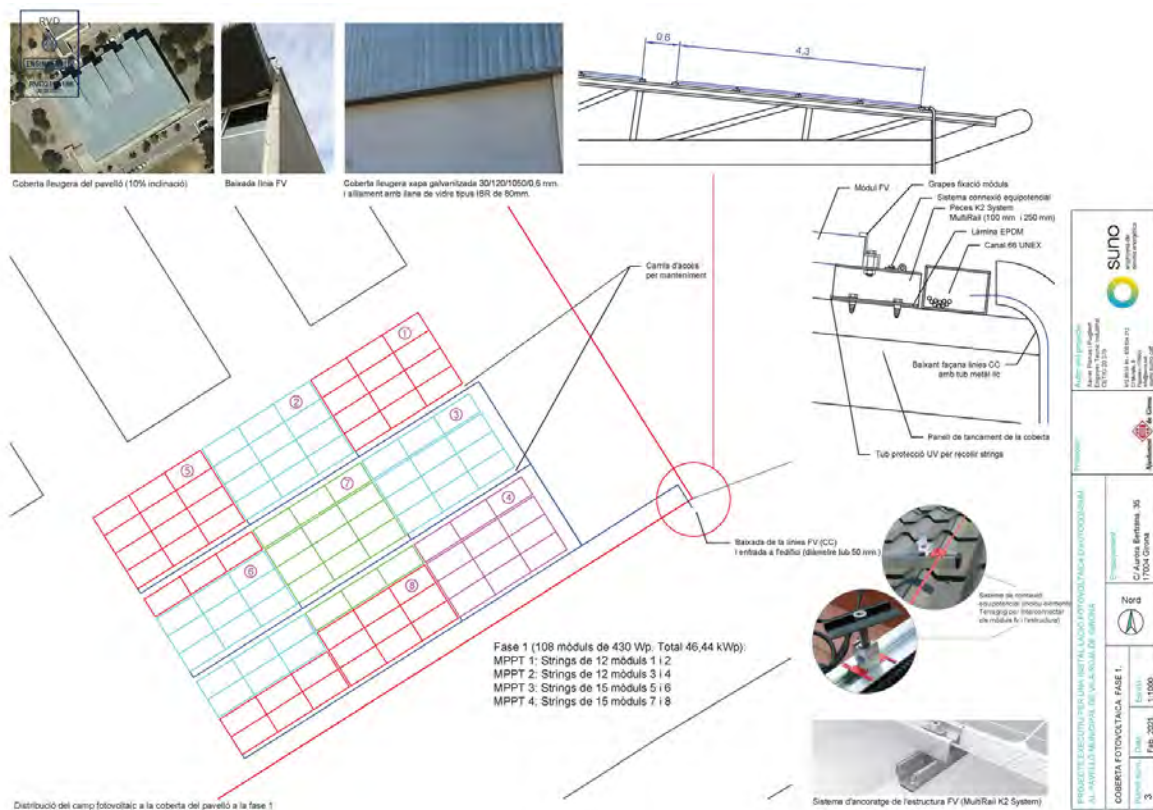 RVD
Coberta lleugera del pavelló (10% inclinació)
Baixada línia FV
Coberta lleugera xapa galvanitzada 30/120/1050/0,6 mm.
i aïllament amb llana de vidre tipus IBR de 80mm.
0,6
4,3
Mòdul FV
Grapes fixació mòduls
Sistema connexió equipotencial
Peces K2 System
MultiRail (100 mm i 250 mm)
Làmina EPDM
Canal 66 UNEX
Baixant façana línies CC
amb tub metàl·lic
Panell de tancament de la coberta
Tub protecció UV per recollir strings
Carrils d'accés
per manteniment
1
2
3
5
7
4
6
8
Baixada de la línies FV (CC)
i entrada a l'edifici (diàmetre tub 50 mm.)
Fase 1 (108 mòduls de 430 Wp. Total 46,44 kWp):
MPPT 1: Strings de 12 mòduls 1 i 2
MPPT 2: Strings de 12 mòduls 3 i 4
MPPT 3: Strings de 15 mòduls 5 i 6
MPPT 4: Strings de 15 mòduls 7 i 8
Sistema de connexió
Sistema d'ancoratge de l'estructura FV (MultiRail K2 System)
Distribució del camp fotovoltaic a la coberta del pavelló a la fase 1
suno
Ajuntament de Girona
C/ Aurora Bertrana, 35
17004 Girona
Nord
COBERTA FOTOVOLTAICA. FASE 1.
3
Feb. 2021
1:1000